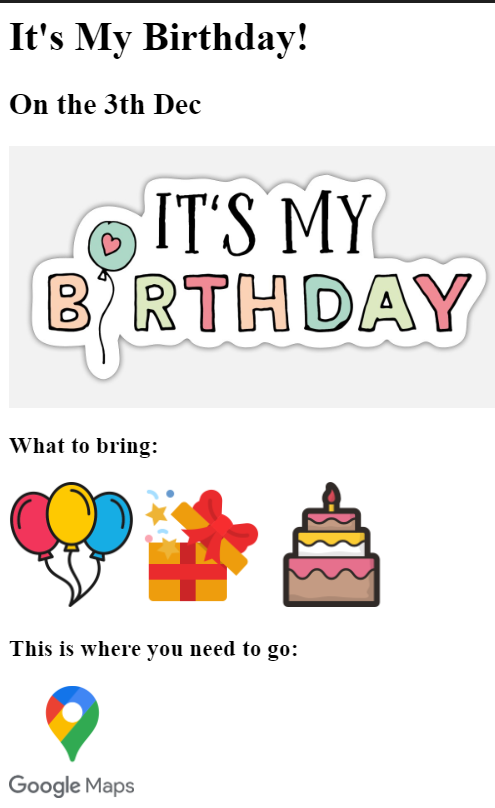 It's My Birthday!
On the 3th Dec
IT'S MY
BIRTHDAY
What to bring:
This is where you need to go:
Google Maps